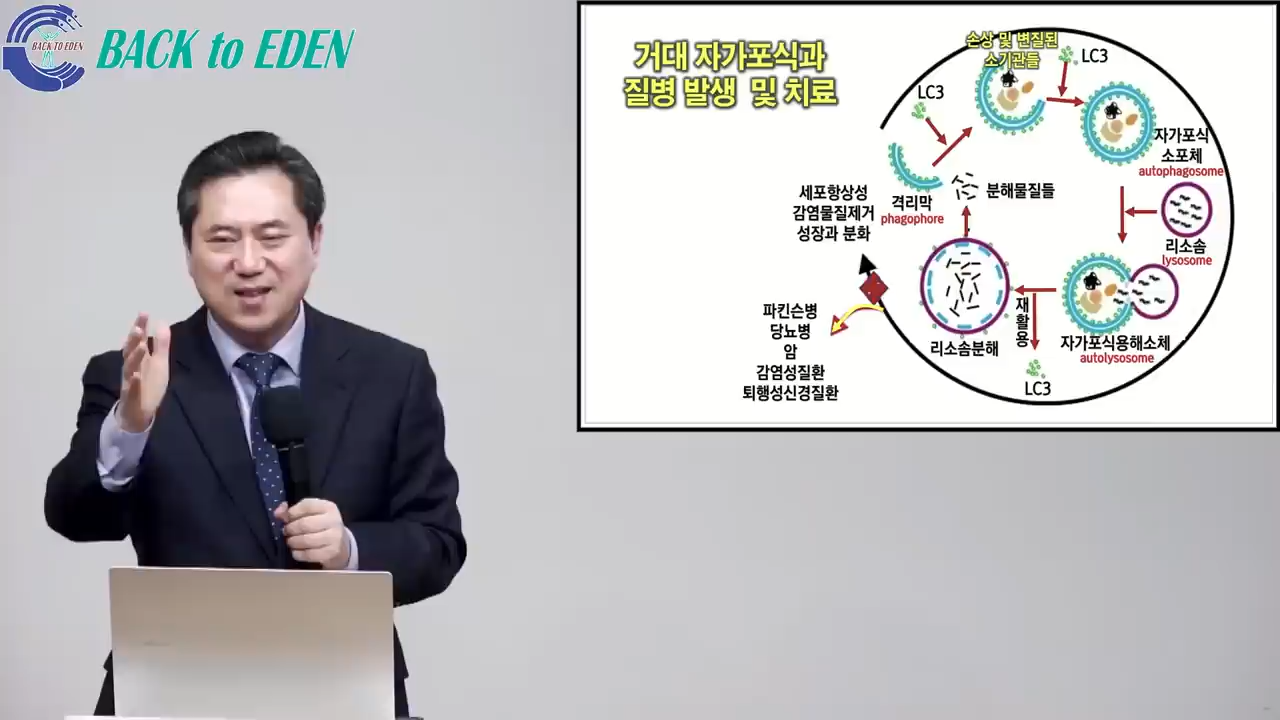 BACK TO EDEN
BACK to EDEN
거대 자가포식과
질병 발생 및 치료
손상 및 변질된
소기관들
LC3
LC3
자가포식
소포체
autophagosome
격리막
phagophore
분해물질들
세포항상성
감염물질제거
성장과 분화
리소솜
lysosome
파킨슨병
당뇨병
암
감염성질환
퇴행성신경질환
리소솜분해
재활용
LC3
자가포식용해소체
autolysosome